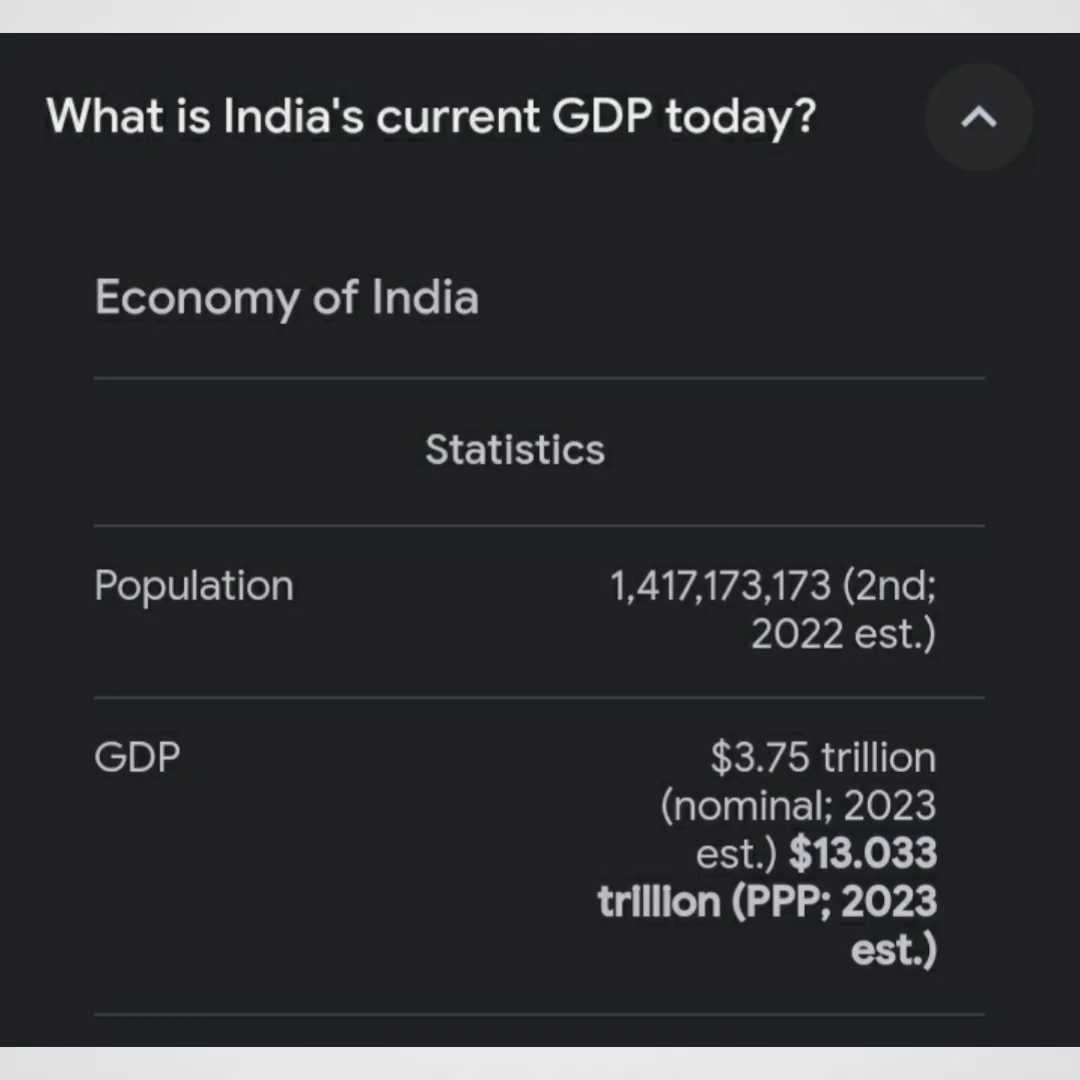 What is India's current GDP today?
Economy of India
Statistics
Population
1,417,173,173 (2nd;
2022 est.)
GDP
$3.75 trillion
(nominal; 2023
est.) $13.033
trillion (PPP; 2023
est.)